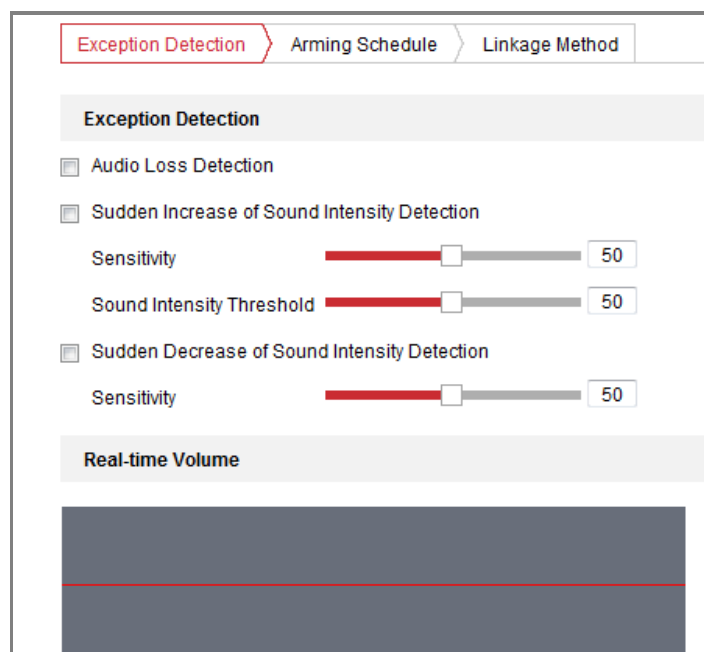 Exception Detection Arming Schedule Linkage Method
Exception Detection
Audio Loss Detection
Sudden Increase of Sound Intensity Detection
Sensitivity 50
Sound Intensity Threshold 50
Sudden Decrease of Sound Intensity Detection
Sensitivity 50
Real-time Volume